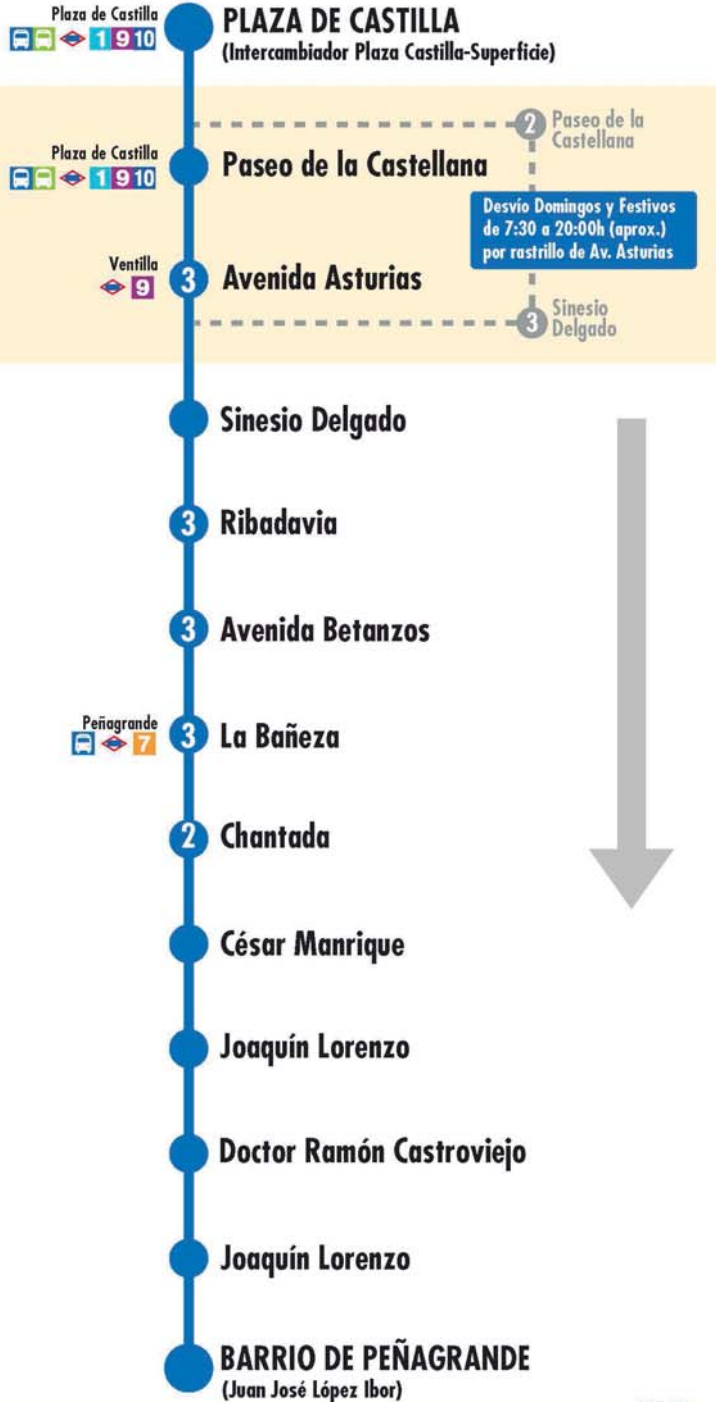 Plaza de Castilla
1 9 10
PLAZA DE CASTILLA
(Intercambiador Plaza Castilla-Superficie)
2 Paseo de la
Castellana
Plaza de Castilla
1 9 10
Paseo de la Castellana
Desvío Domingos y Festivos
de 7:30 a 20:00h (aprox.)
por rastrillo de Av. Asturias
Ventilla
9
3 Avenida Asturias
3 Sinesio
Delgado
Sinesio Delgado
3 Ribadavia
3 Avenida Betanzos
Peñagrande
7
3 La Bañeza
2 Chantada
César Manrique
Joaquín Lorenzo
Doctor Ramón Castroviejo
Joaquín Lorenzo
BARRIO DE PEÑAGRANDE
(Juan José López Ibor)